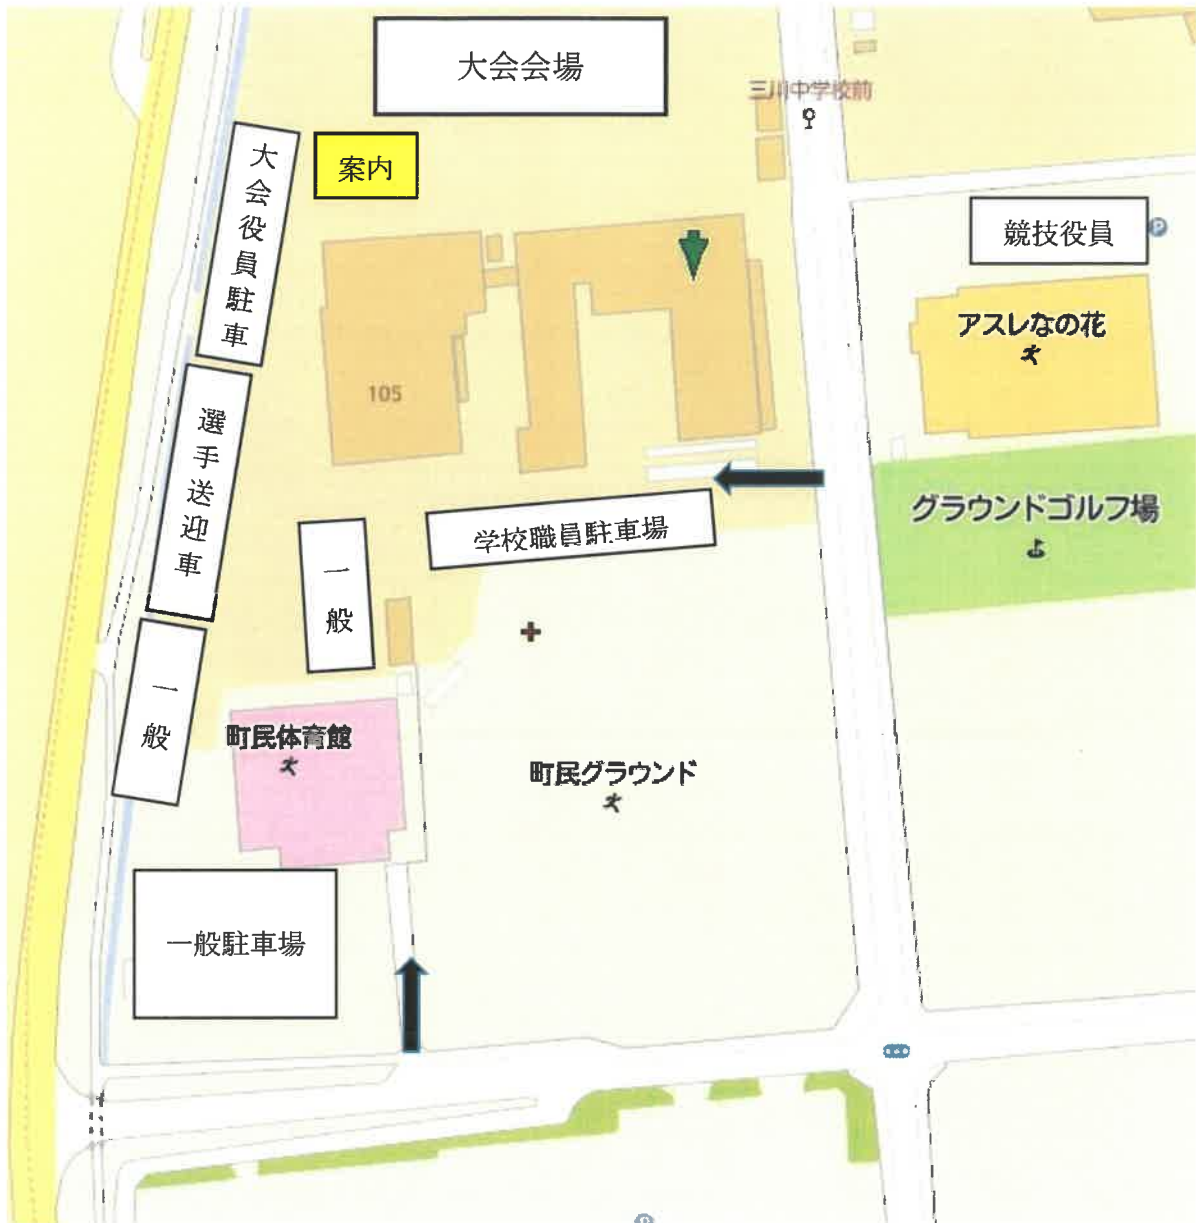 大会会場
三川中学校前
案内
大会役員駐車
競技役員
アスレなの花
105
選手送迎車
グラウンドゴルフ場
学校職員駐車場
一般
一般
町民体育館
町民グラウンド
一般駐車場